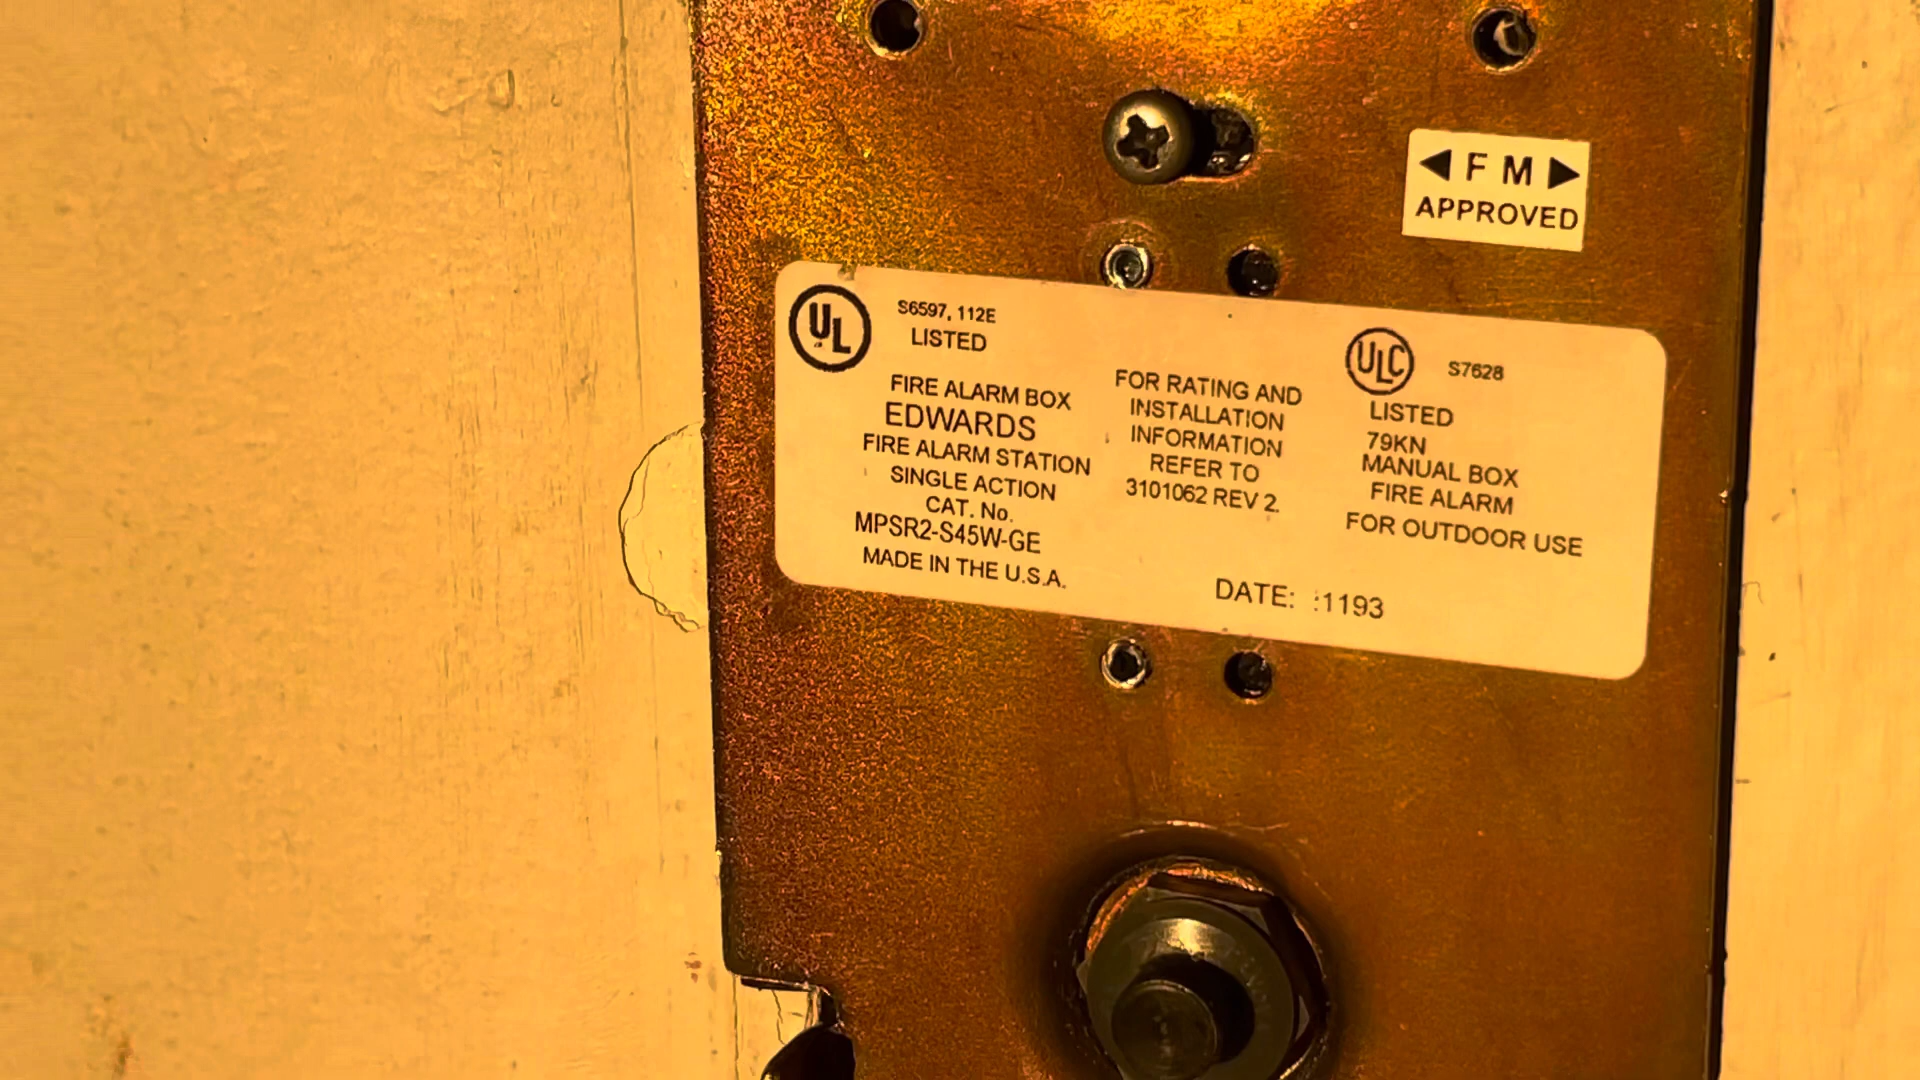 ◀ F M ▶
APPROVED
UL
S6597, 112E
LISTED
FIRE ALARM BOX
EDWARDS
FIRE ALARM STATION
SINGLE ACTION
CAT. No.
MPSR2-S45W-GE
MADE IN THE U.S.A.
FOR RATING AND
INSTALLATION
INFORMATION
REFER TO
3101062 REV 2.
ULC
S7628
LISTED
79KN
MANUAL BOX
FIRE ALARM
FOR OUTDOOR USE
DATE: :1193